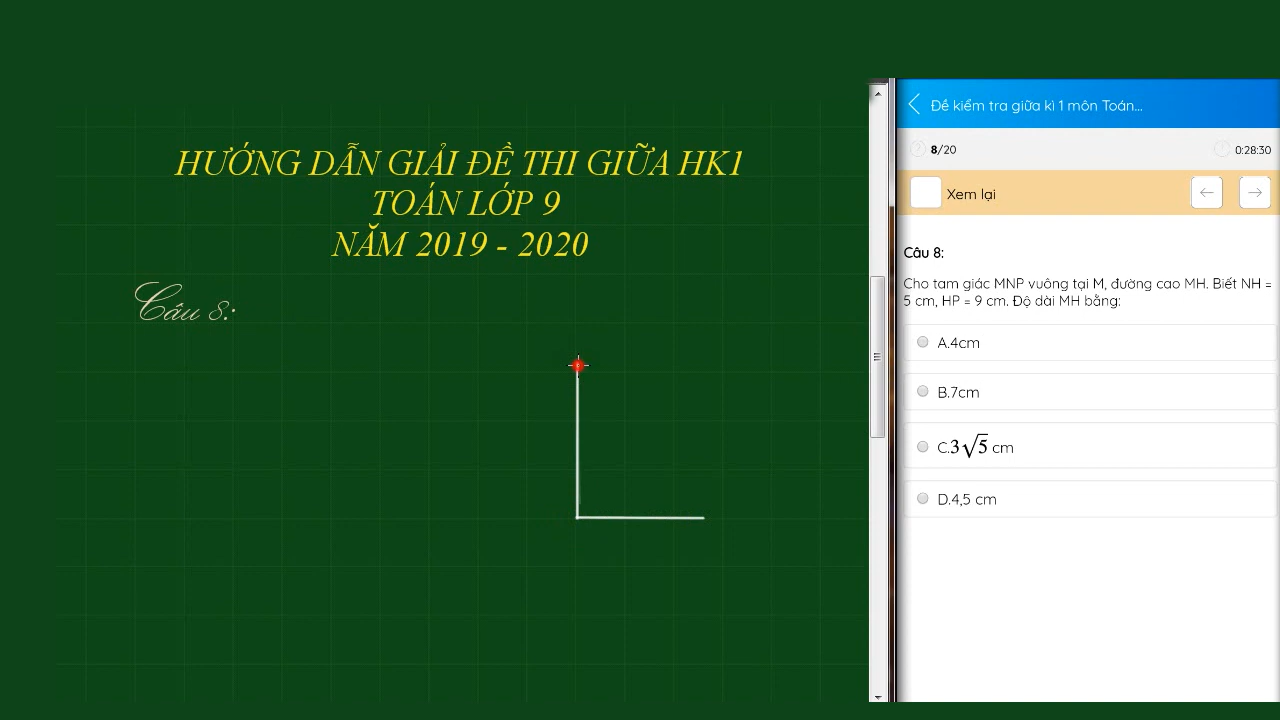 HƯỚNG DẪN GIẢI ĐỀ THI GIỮA HK1
TOÁN LỚP 9
NĂM 2019 - 2020
Câu 8:
Đề kiểm tra giữa kì 1 môn Toán...
8/20
0:28:30
Xem lại
Câu 8:
Cho tam giác MNP vuông tại M, đường cao MH. Biết NH =
5 cm, HP = 9 cm. Độ dài MH bằng:
A.4cm
B.7cm
C.3√5 cm
D.4,5 cm